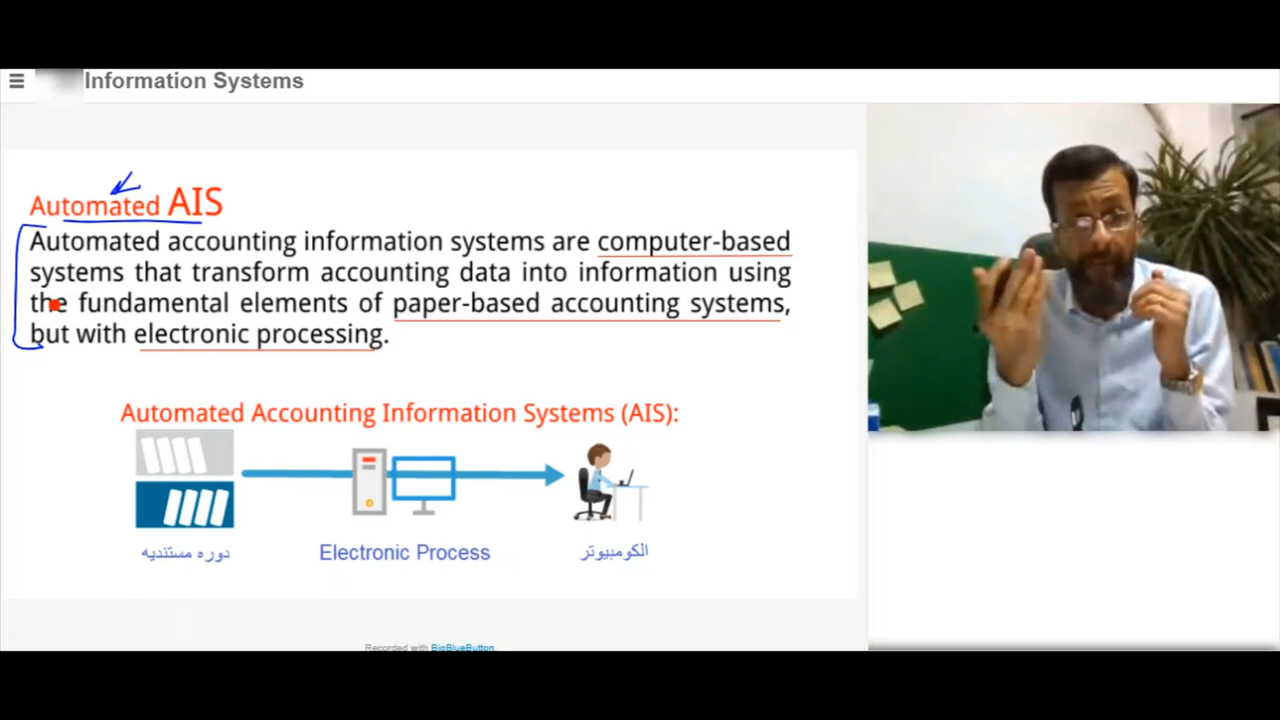 Information Systems
Automated AIS
Automated accounting information systems are computer-based
systems that transform accounting data into information using
the fundamental elements of paper-based accounting systems,
but with electronic processing.
Automated Accounting Information Systems (AIS):
دوره مستنديه
Electronic Process
الكومبيوتر
Recorded with BigBlueButton.